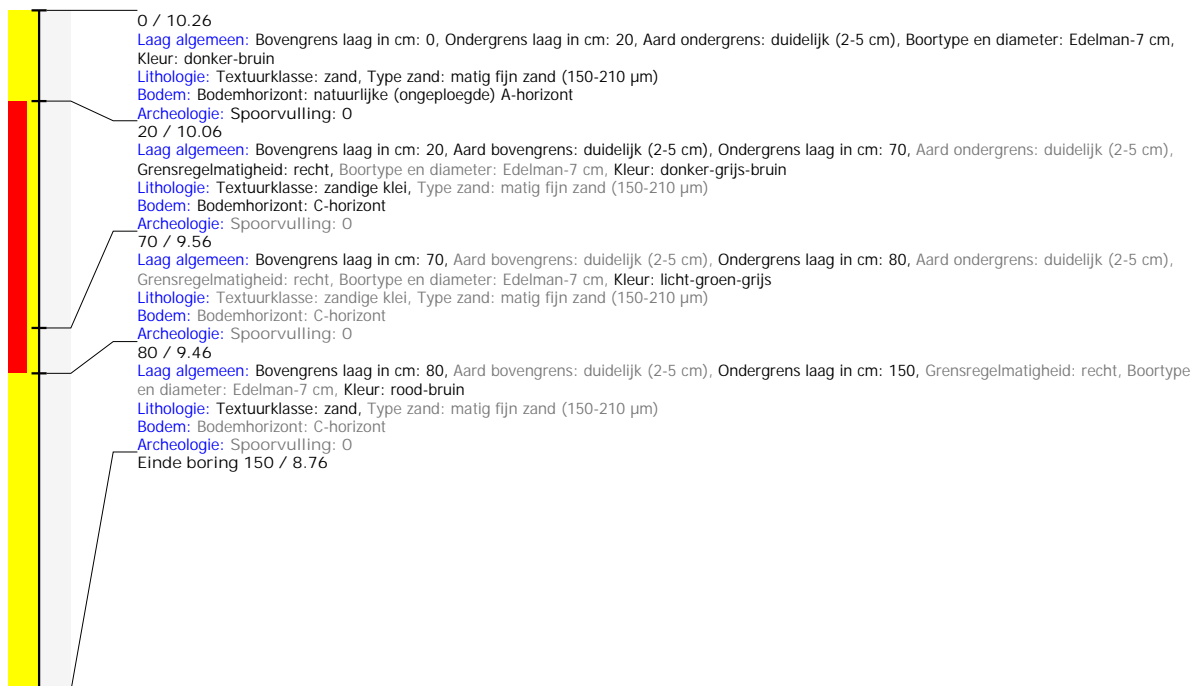 0 / 10.26
Laag algemeen: Bovengrens laag in cm: 0, Ondergrens laag in cm: 20, Aard ondergrens: duidelijk (2-5 cm), Boortype en diameter: Edelman-7 cm,
Kleur: donker-bruin
Lithologie: Textuurklasse: zand, Type zand: matig fijn zand (150-210 µm)
Bodem: Bodemhorizont: natuurlijke (ongeploegde) A-horizont
Archeologie: Spoorvulling: 0
20 / 10.06
Laag algemeen: Bovengrens laag in cm: 20, Aard bovengrens: duidelijk (2-5 cm), Ondergrens laag in cm: 70, Aard ondergrens: duidelijk (2-5 cm),
Grensregelmatigheid: recht, Boortype en diameter: Edelman-7 cm, Kleur: donker-grijs-bruin
Lithologie: Textuurklasse: zandige klei, Type zand: matig fijn zand (150-210 µm)
Bodem: Bodemhorizont: C-horizont
Archeologie: Spoorvulling: 0
70 / 9.56
Laag algemeen: Bovengrens laag in cm: 70, Aard bovengrens: duidelijk (2-5 cm), Ondergrens laag in cm: 80, Aard ondergrens: duidelijk (2-5 cm),
Grensregelmatigheid: recht, Boortype en diameter: Edelman-7 cm, Kleur: licht-groen-grijs
Lithologie: Textuurklasse: zandige klei, Type zand: matig fijn zand (150-210 µm)
Bodem: Bodemhorizont: C-horizont
Archeologie: Spoorvulling: 0
80 / 9.46
Laag algemeen: Bovengrens laag in cm: 80, Aard bovengrens: duidelijk (2-5 cm), Ondergrens laag in cm: 150, Grensregelmatigheid: recht, Boortype
en diameter: Edelman-7 cm, Kleur: rood-bruin
Lithologie: Textuurklasse: zand, Type zand: matig fijn zand (150-210 µm)
Bodem: Bodemhorizont: C-horizont
Archeologie: Spoorvulling: 0
Einde boring 150 / 8.76